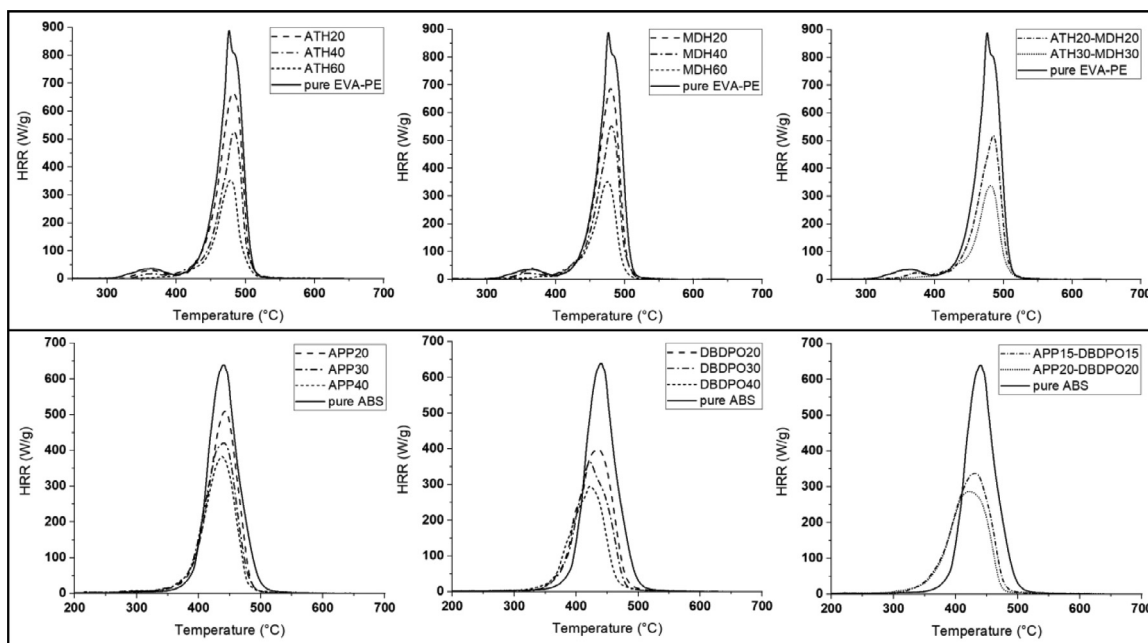 900
800
700
600
500
400
300
200
100
0
HRR (W/g)
300
400
500
600
700
Temperature (°C)
ATH20
ATH40
ATH60
pure EVA-PE
900
800
700
600
500
400
300
200
100
0
HRR (W/g)
300
400
500
600
700
Temperature (°C)
MDH20
MDH40
MDH60
pure EVA-PE
900
800
700
600
500
400
300
200
100
0
HRR (W/g)
300
400
500
600
700
Temperature (°C)
ATH20-MDH20
ATH30-MDH30
pure EVA-PE
700
600
500
400
300
200
100
0
HRR (W/g)
200
300
400
500
600
700
Temperature (°C)
APP20
APP30
APP40
pure ABS
700
600
500
400
300
200
100
0
HRR (W/g)
200
300
400
500
600
700
Temperature (°C)
DBDPO20
DBDPO30
DBDPO40
pure ABS
700
600
500
400
300
200
100
0
HRR (W/g)
200
300
400
500
600
700
Temperature (°C)
APP15-DBDPO15
APP20-DBDPO20
pure ABS